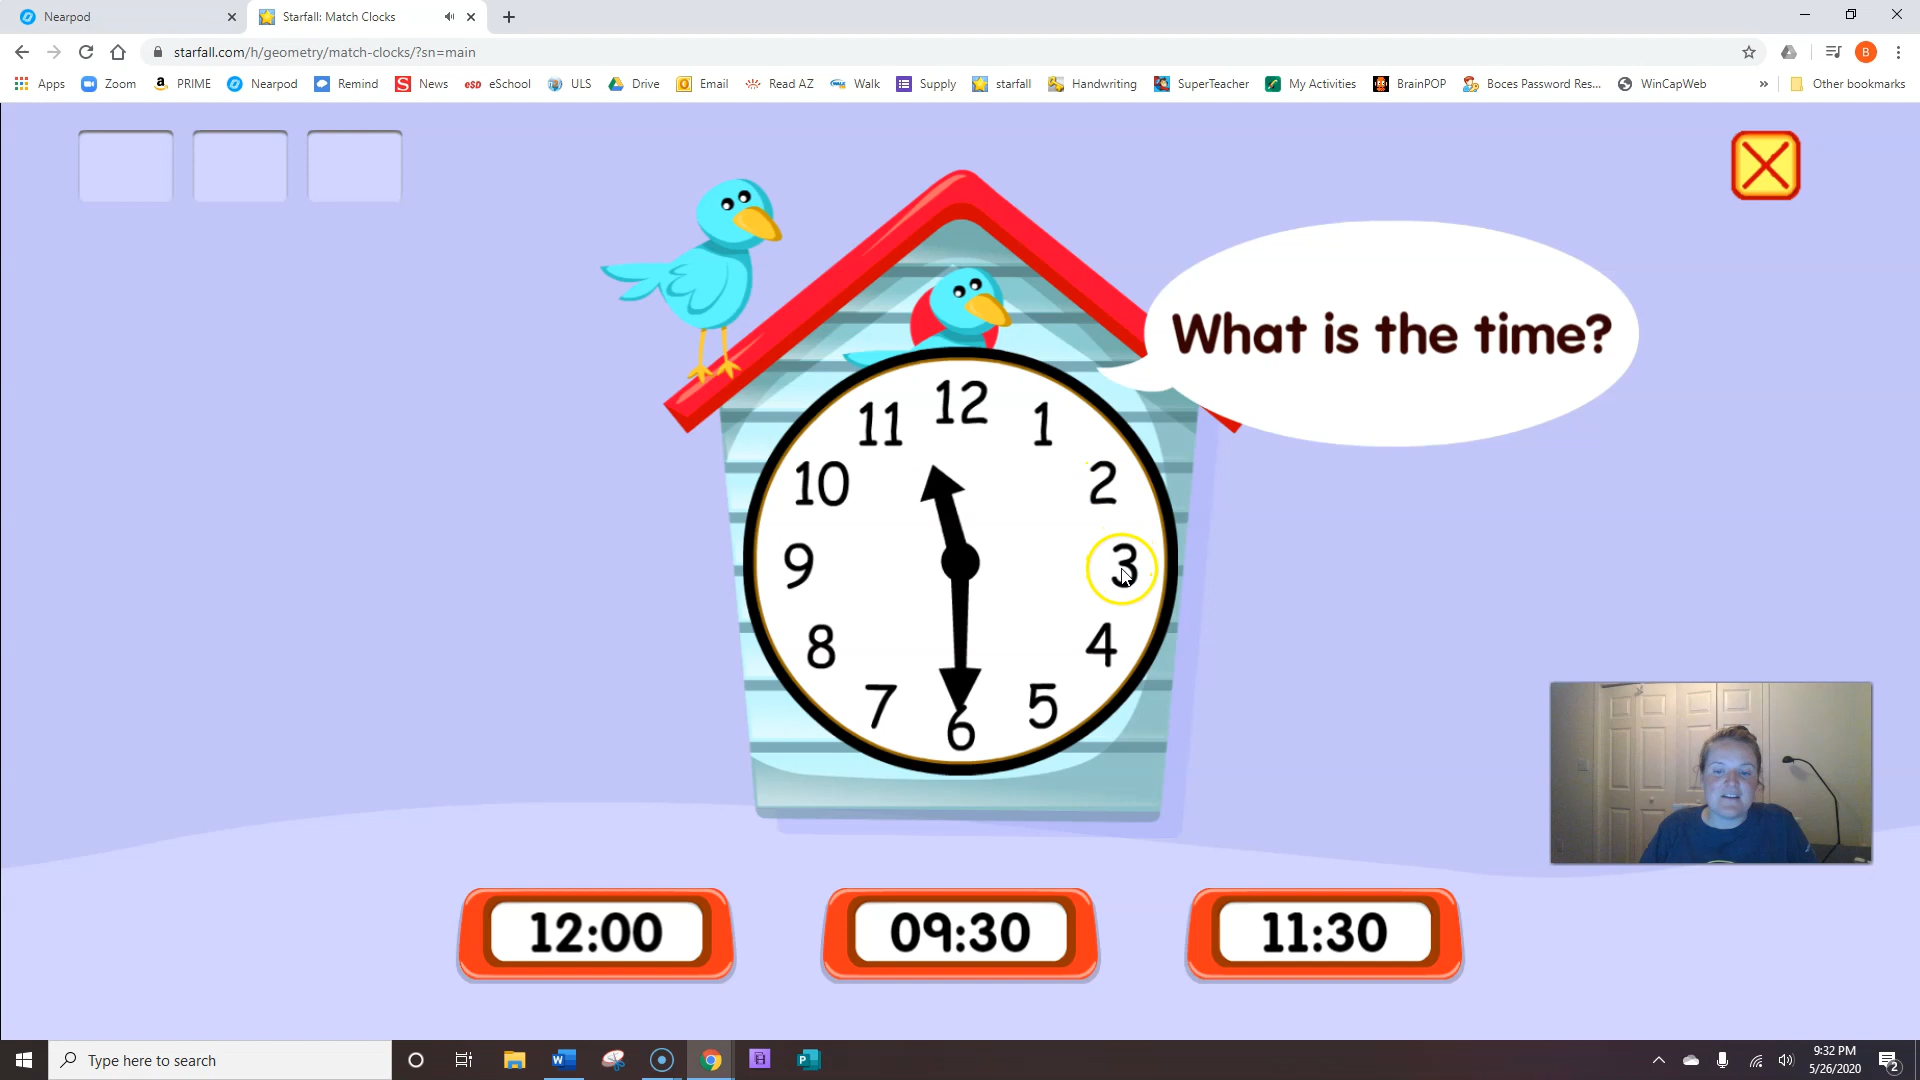 Nearpod
Starfall: Match Clocks
starfall.com/h/geometry/match-clocks/?sn=main
B
Apps Zoom PRIME Nearpod Remind News eSchool ULS Drive Email Read AZ Walk Supply starfall Handwriting SuperTeacher My Activities BrainPOP Boces Password Res... WinCapWeb » Other bookmarks
What is the time?
12
1
2
3
4
5
6
7
8
9
10
11
12:00
09:30
11:30
Type here to search
9:32 PM
5/26/2020
2